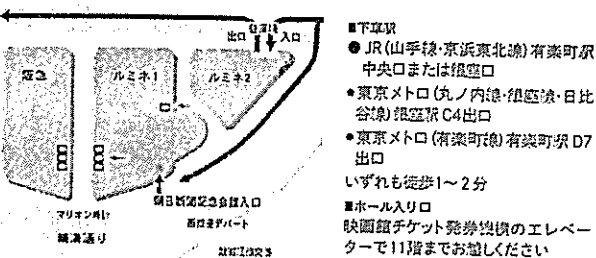 出口
入口
阪急
ルミネ1
ルミネ2
朝日新聞記念会館入口
西銀座デパート
マリオン
晴海通り
■下車駅
●JR(山手線・京浜東北線)有楽町駅
中央口または銀座口
●東京メトロ(丸ノ内線・銀座線・日比
谷線)銀座駅C4出口
●東京メトロ(有楽町線)有楽町駅D7
出口
いずれも徒歩1~2分
■ホール入り口
映画館チケット発券機横のエレベー
ターで11階までお越しください